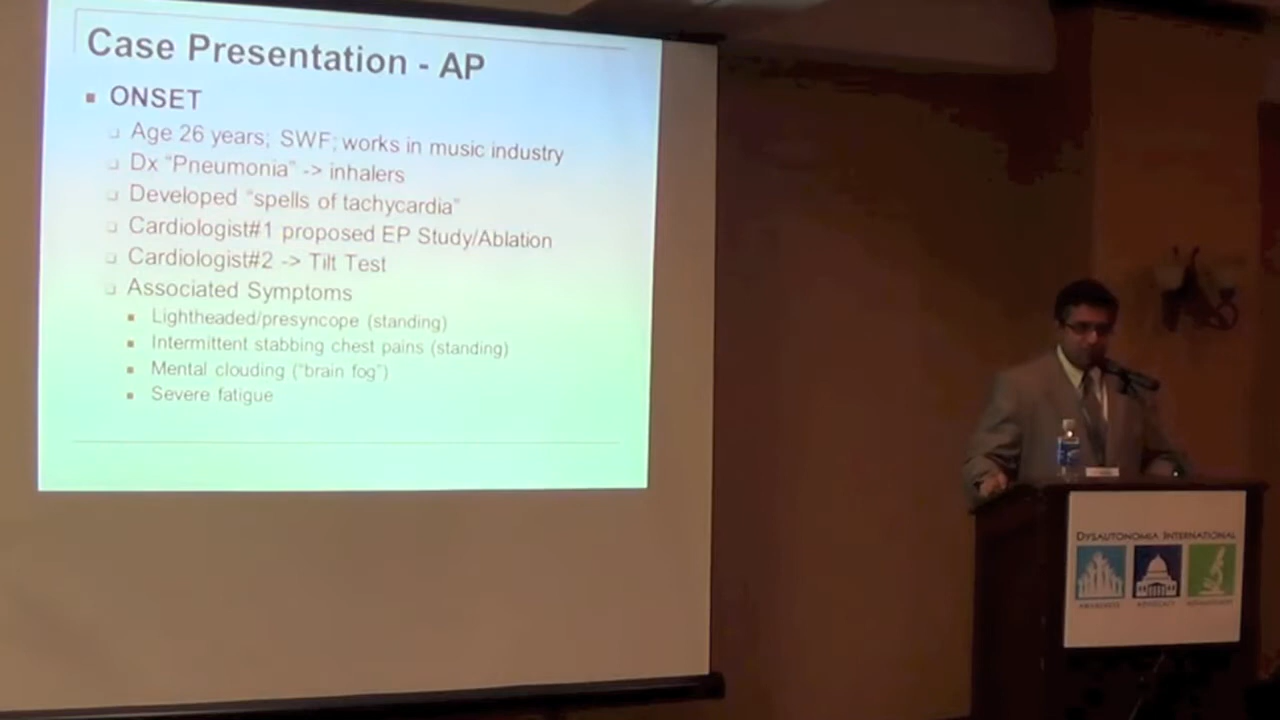 Case Presentation - AP
▪ ONSET
❑ Age 26 years; SWF; works in music industry
❑ Dx "Pneumonia" -> inhalers
❑ Developed "spells of tachycardia"
❑ Cardiologist#1 proposed EP Study/Ablation
❑ Cardiologist#2 -> Tilt Test
❑ Associated Symptoms
▪ Lightheaded/presyncope (standing)
▪ Intermittent stabbing chest pains (standing)
▪ Mental clouding ("brain fog")
▪ Severe fatigue
DYSAUTONOMIA INTERNATIONAL
AWARENESS ADVOCACY